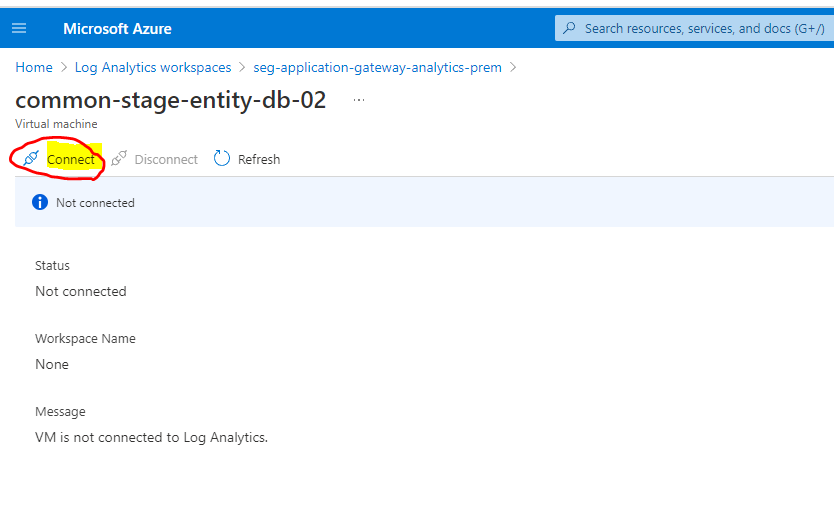 Microsoft Azure
Search resources, services, and docs (G+/)
Home > Log Analytics workspaces > seg-application-gateway-analytics-prem >
common-stage-entity-db-02 ...
Virtual machine
Connect Disconnect Refresh
Not connected
Status
Not connected
Workspace Name
None
Message
VM is not connected to Log Analytics.